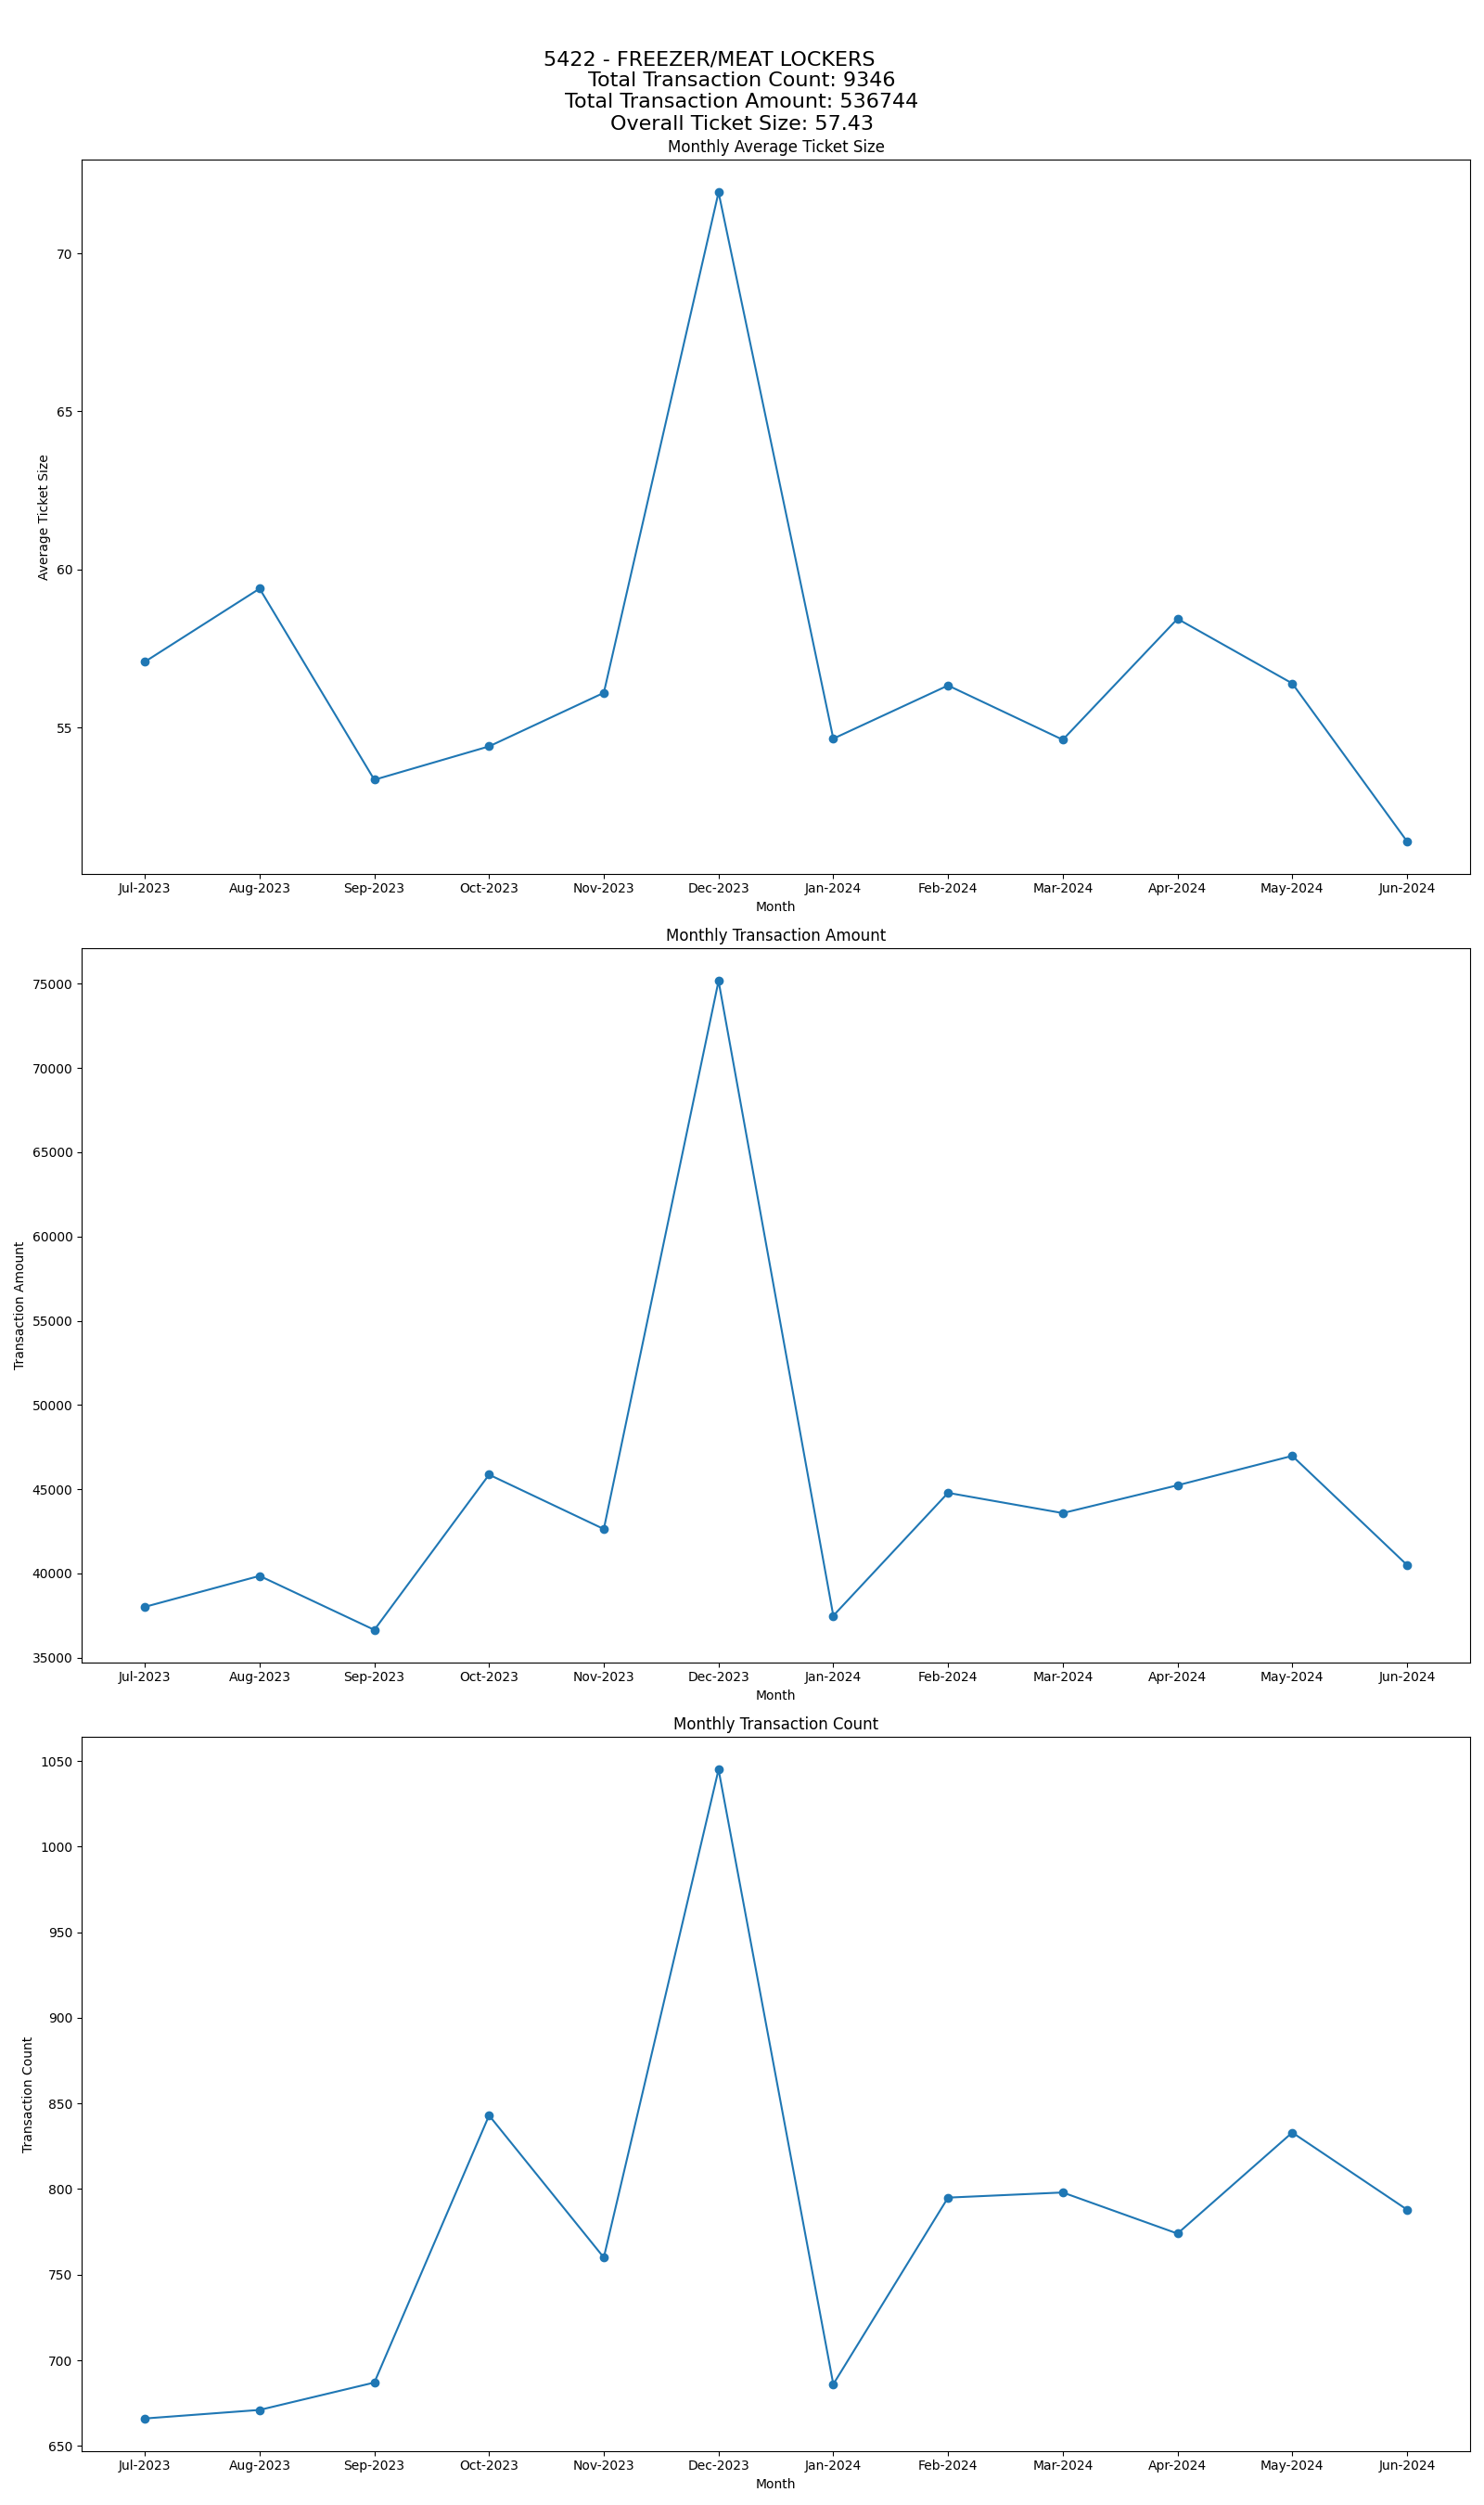 5422 - FREEZER/MEAT LOCKERS
Total Transaction Count: 9346
Total Transaction Amount: 536744
Overall Ticket Size: 57.43
Monthly Average Ticket Size
70
65
60
55
Average Ticket Size
Jul-2023 Aug-2023 Sep-2023 Oct-2023 Nov-2023 Dec-2023 Jan-2024 Feb-2024 Mar-2024 Apr-2024 May-2024 Jun-2024
Month
Monthly Transaction Amount
75000
70000
65000
60000
55000
50000
45000
40000
35000
Transaction Amount
Jul-2023 Aug-2023 Sep-2023 Oct-2023 Nov-2023 Dec-2023 Jan-2024 Feb-2024 Mar-2024 Apr-2024 May-2024 Jun-2024
Month
Monthly Transaction Count
1050
1000
950
900
850
800
750
700
650
Transaction Count
Jul-2023 Aug-2023 Sep-2023 Oct-2023 Nov-2023 Dec-2023 Jan-2024 Feb-2024 Mar-2024 Apr-2024 May-2024 Jun-2024
Month